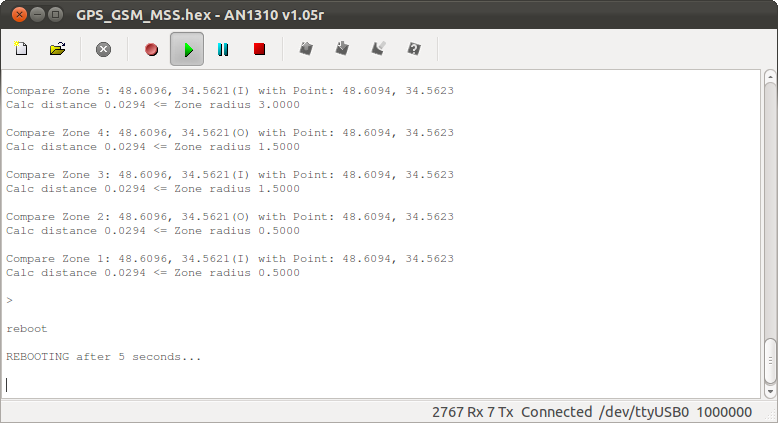 GPS_GSM_MSS.hex - AN1310 v1.05r
Compare Zone 5: 48.6096, 34.5621(I) with Point: 48.6094, 34.5623
Calc distance 0.0294 <= Zone radius 3.0000
Compare Zone 4: 48.6096, 34.5621(O) with Point: 48.6094, 34.5623
Calc distance 0.0294 <= Zone radius 1.5000
Compare Zone 3: 48.6096, 34.5621(I) with Point: 48.6094, 34.5623
Calc distance 0.0294 <= Zone radius 1.5000
Compare Zone 2: 48.6096, 34.5621(O) with Point: 48.6094, 34.5623
Calc distance 0.0294 <= Zone radius 0.5000
Compare Zone 1: 48.6096, 34.5621(I) with Point: 48.6094, 34.5623
Calc distance 0.0294 <= Zone radius 0.5000
>
reboot
REBOOTING after 5 seconds...
2767 Rx 7 Tx Connected /dev/ttyUSB0 1000000